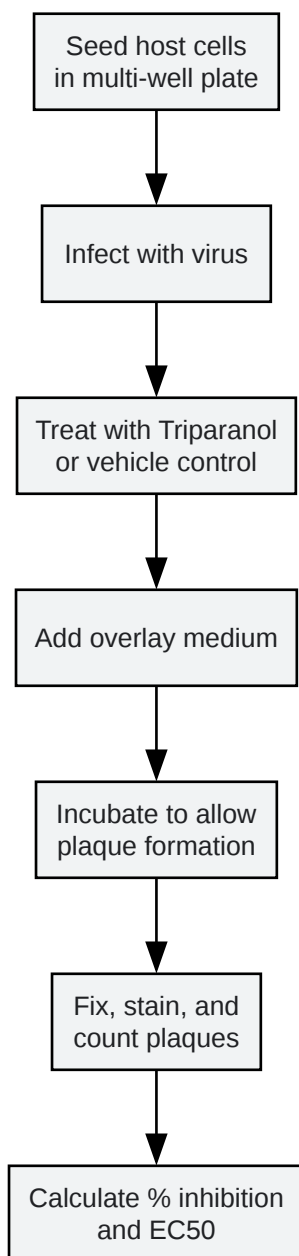 Seed host cells
in multi-well plate
Infect with virus
Treat with Triparanol
or vehicle control
Add overlay medium
Incubate to allow
plaque formation
Fix, stain, and
count plaques
Calculate % inhibition
and EC50